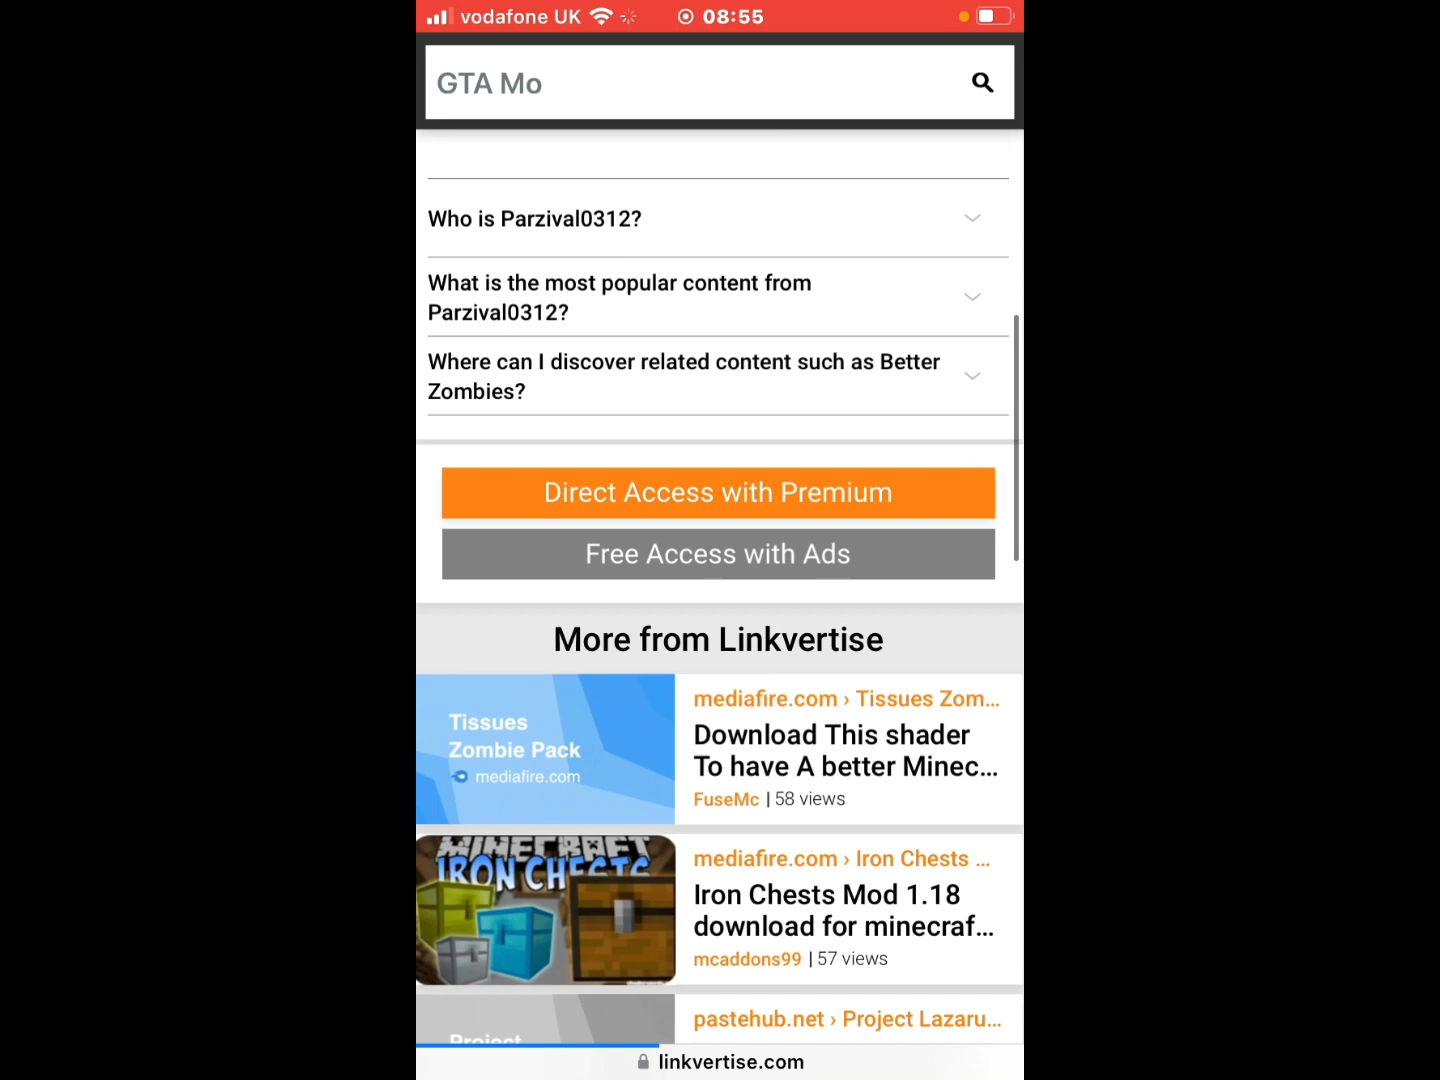 vodafone UK
08:55
GTA Mo
Who is Parzival0312?
What is the most popular content from
Parzival0312?
Where can I discover related content such as Better
Zombies?
Direct Access with Premium
Free Access with Ads
More from Linkvertise
Tissues
Zombie Pack
mediafire.com
mediafire.com › Tissues Zom...
Download This shader
To have A better Minec...
FuseMc | 58 views
MINECRAFT
IRON CHESTS
mediafire.com › Iron Chests ...
Iron Chests Mod 1.18
download for minecraf...
mcaddons99 | 57 views
Project
pastehub.net › Project Lazaru...
linkvertise.com